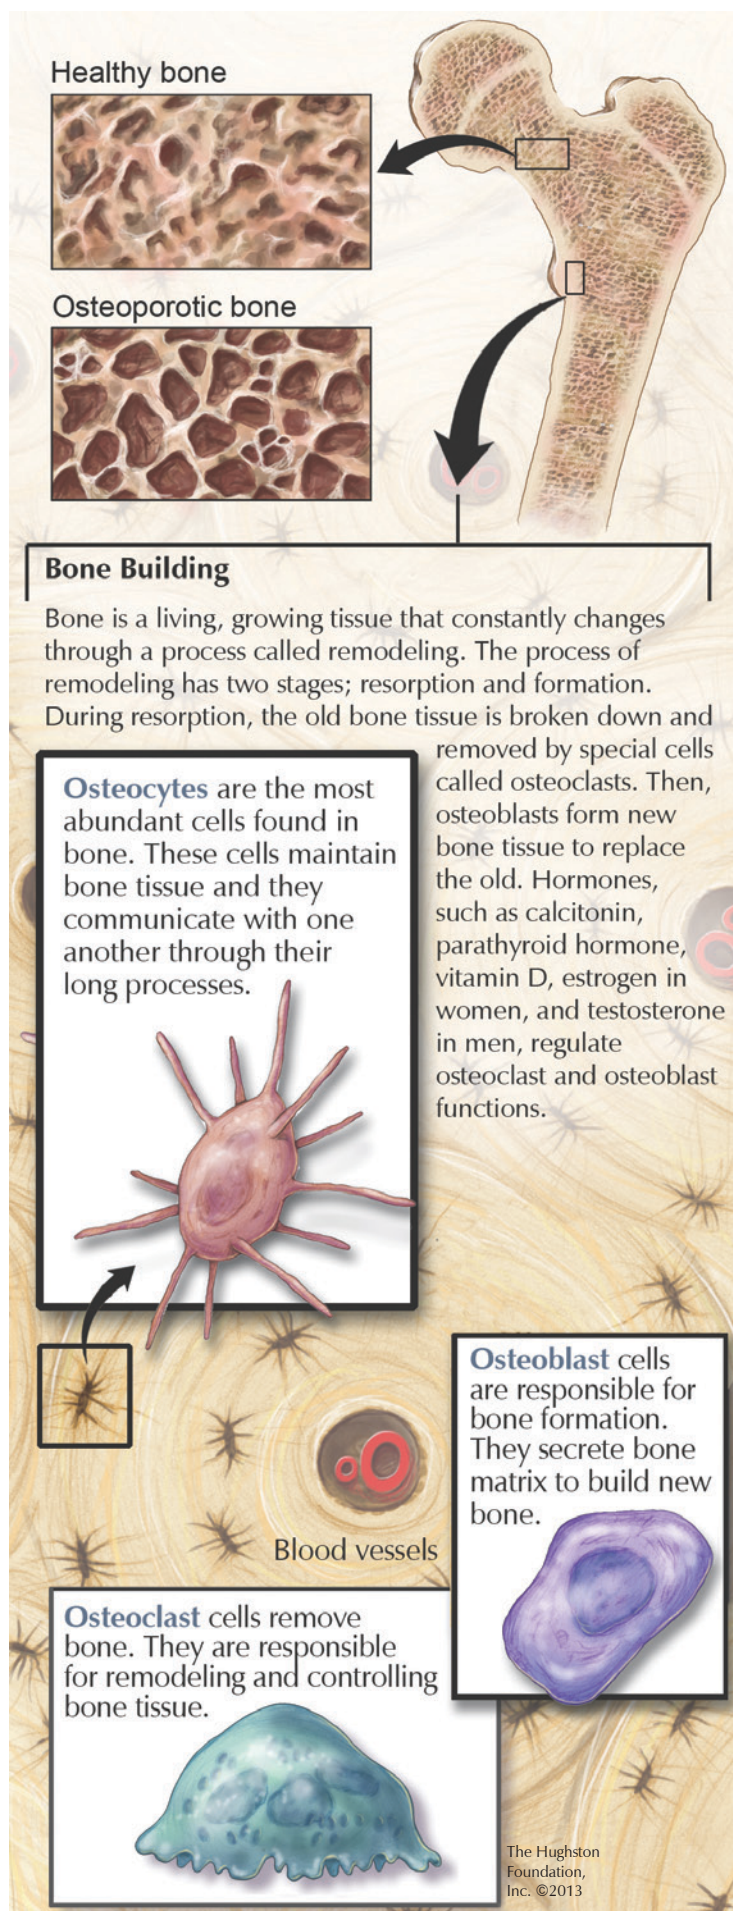 Healthy bone
Osteoporotic bone
Bone Building
Bone is a living, growing tissue that constantly changes
through a process called remodeling. The process of
remodeling has two stages; resorption and formation.
During resorption, the old bone tissue is broken down and
removed by special cells
called osteoclasts. Then,
osteoblasts form new
bone tissue to replace
the old. Hormones,
such as calcitonin,
parathyroid hormone,
vitamin D, estrogen in
women, and testosterone
in men, regulate
osteoclast and osteoblast
functions.
Osteocytes are the most
abundant cells found in
bone. These cells maintain
bone tissue and they
communicate with one
another through their
long processes.
Osteoblast cells
are responsible for
bone formation.
They secrete bone
matrix to build new
bone.
Blood vessels
Osteoclast cells remove
bone. They are responsible
for remodeling and controlling
bone tissue.
The Hughston
Foundation,
Inc. ©2013